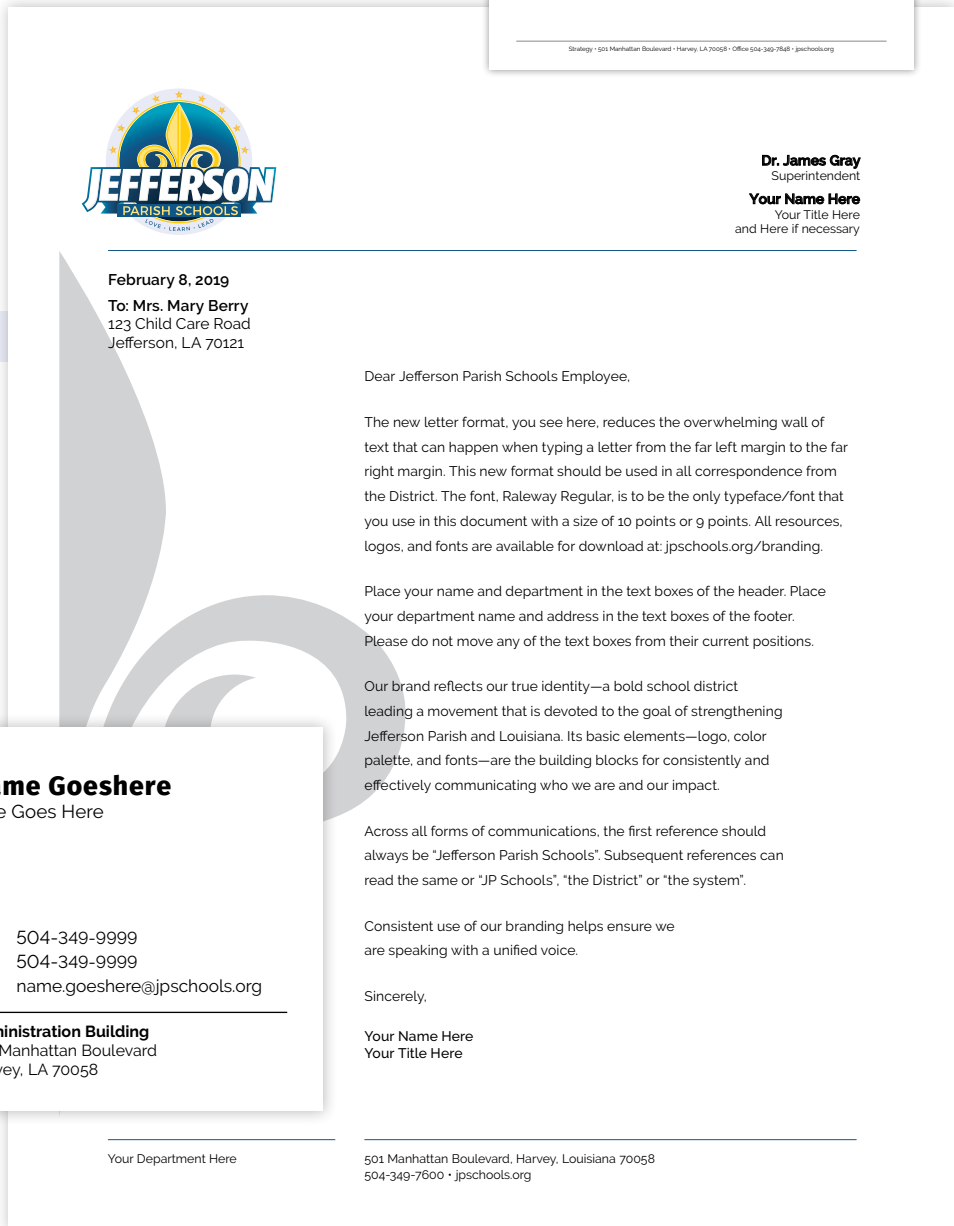 Strategy • 501 Manhattan Boulevard • Harvey, LA 70058 • Office 504-349-7848 • jpschools.org
JEFFERSON
PARISH SCHOOLS
LOVE • LEARN • LEAD
Dr. James Gray
Superintendent
Your Name Here
Your Title Here
and Here if necessary
February 8, 2019
To: Mrs. Mary Berry
123 Child Care Road
Jefferson, LA 70121
Dear Jefferson Parish Schools Employee,
The new letter format, you see here, reduces the overwhelming wall of
text that can happen when typing a letter from the far left margin to the far
right margin. This new format should be used in all correspondence from
the District. The font, Raleway Regular, is to be the only typeface/font that
you use in this document with a size of 10 points or 9 points. All resources,
logos, and fonts are available for download at: jpschools.org/branding.
Place your name and department in the text boxes of the header. Place
your department name and address in the text boxes of the footer.
Please do not move any of the text boxes from their current positions.
Our brand reflects our true identity—a bold school district
leading a movement that is devoted to the goal of strengthening
Jefferson Parish and Louisiana. Its basic elements—logo, color
palette, and fonts—are the building blocks for consistently and
effectively communicating who we are and our impact.
Across all forms of communications, the first reference should
always be “Jefferson Parish Schools”. Subsequent references can
read the same or “JP Schools”, “the District” or “the system”.
Consistent use of our branding helps ensure we
are speaking with a unified voice.
Sincerely,
Your Name Here
Your Title Here
me Goeshere
e Goes Here
504-349-9999
504-349-9999
name.goeshere@jpschools.org
ministration Building
Manhattan Boulevard
vey, LA 70058
Your Department Here
501 Manhattan Boulevard, Harvey, Louisiana 70058
504-349-7600 • jpschools.org